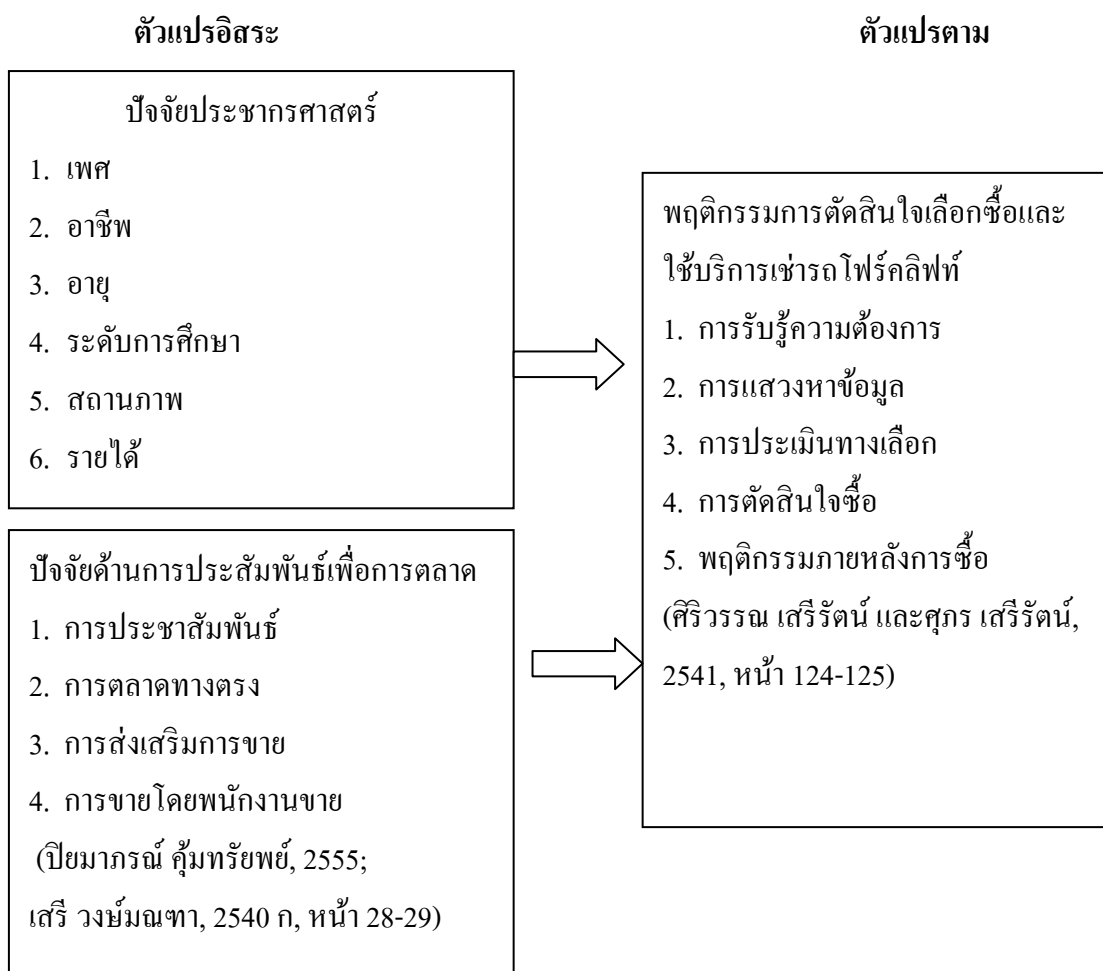 ตัวแปรอิสระ
ตัวแปรตาม
ปัจจัยประชากรศาสตร์
1. เพศ
2. อาชีพ
3. อายุ
4. ระดับการศึกษา
5. สถานภาพ
6. รายได้
ปัจจัยด้านการประสัมพันธ์เพื่อการตลาด
1. การประชาสัมพันธ์
2. การตลาดทางตรง
3. การส่งเสริมการขาย
4. การขายโดยพนักงานขาย
(ปิยมาภรณ์ คุ้มทรัยพย์, 2555;
เสรี วงษ์มณฑา, 2540 ก, หน้า 28-29)
พฤติกรรมการตัดสินใจเลือกซื้อและ
ใช้บริการเช่ารถโฟร์คลิฟท์
1. การรับรู้ความต้องการ
2. การแสวงหาข้อมูล
3. การประเมินทางเลือก
4. การตัดสินใจซื้อ
5. พฤติกรรมภายหลังการซื้อ
(ศิริวรรณ เสรีรัตน์ และศุภร เสรีรัตน์,
2541, หน้า 124-125)